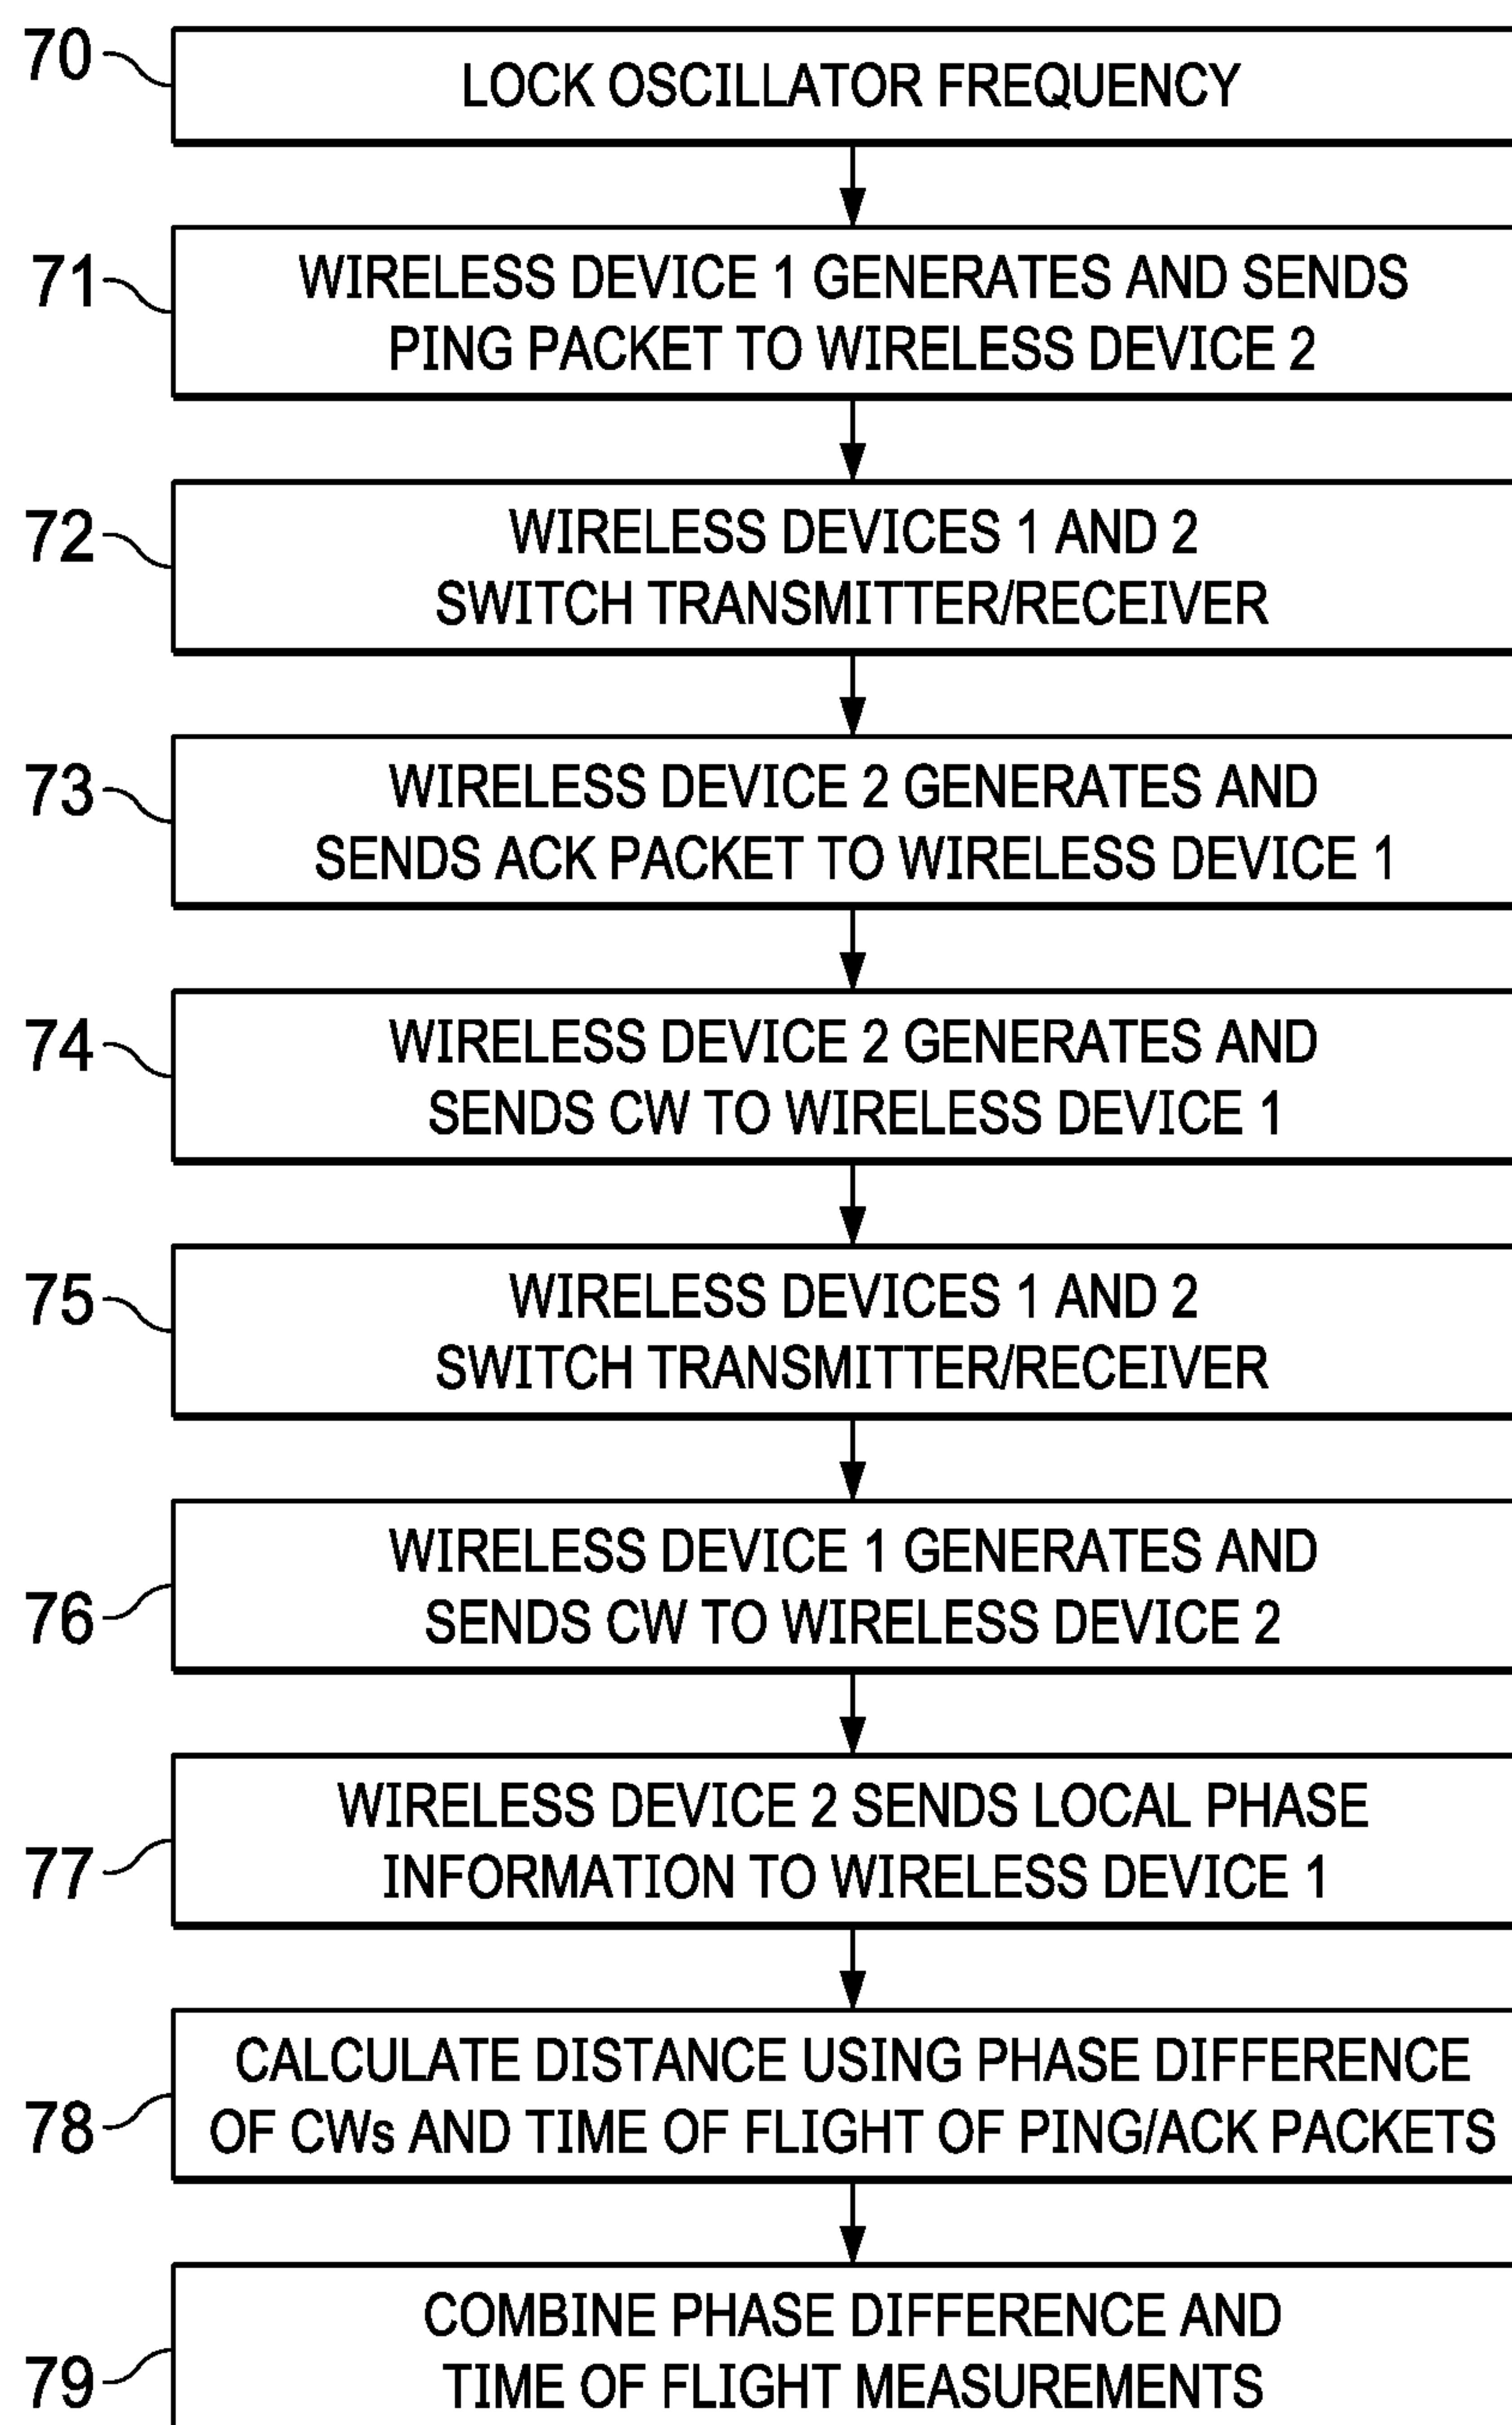 70
LOCK OSCILLATOR FREQUENCY
71
WIRELESS DEVICE 1 GENERATES AND SENDS
PING PACKET TO WIRELESS DEVICE 2
72
WIRELESS DEVICES 1 AND 2
SWITCH TRANSMITTER/RECEIVER
73
WIRELESS DEVICE 2 GENERATES AND
SENDS ACK PACKET TO WIRELESS DEVICE 1
74
WIRELESS DEVICE 2 GENERATES AND
SENDS CW TO WIRELESS DEVICE 1
75
WIRELESS DEVICES 1 AND 2
SWITCH TRANSMITTER/RECEIVER
76
WIRELESS DEVICE 1 GENERATES AND
SENDS CW TO WIRELESS DEVICE 2
77
WIRELESS DEVICE 2 SENDS LOCAL PHASE
INFORMATION TO WIRELESS DEVICE 1
78
CALCULATE DISTANCE USING PHASE DIFFERENCE
OF CWs AND TIME OF FLIGHT OF PING/ACK PACKETS
79
COMBINE PHASE DIFFERENCE AND
TIME OF FLIGHT MEASUREMENTS